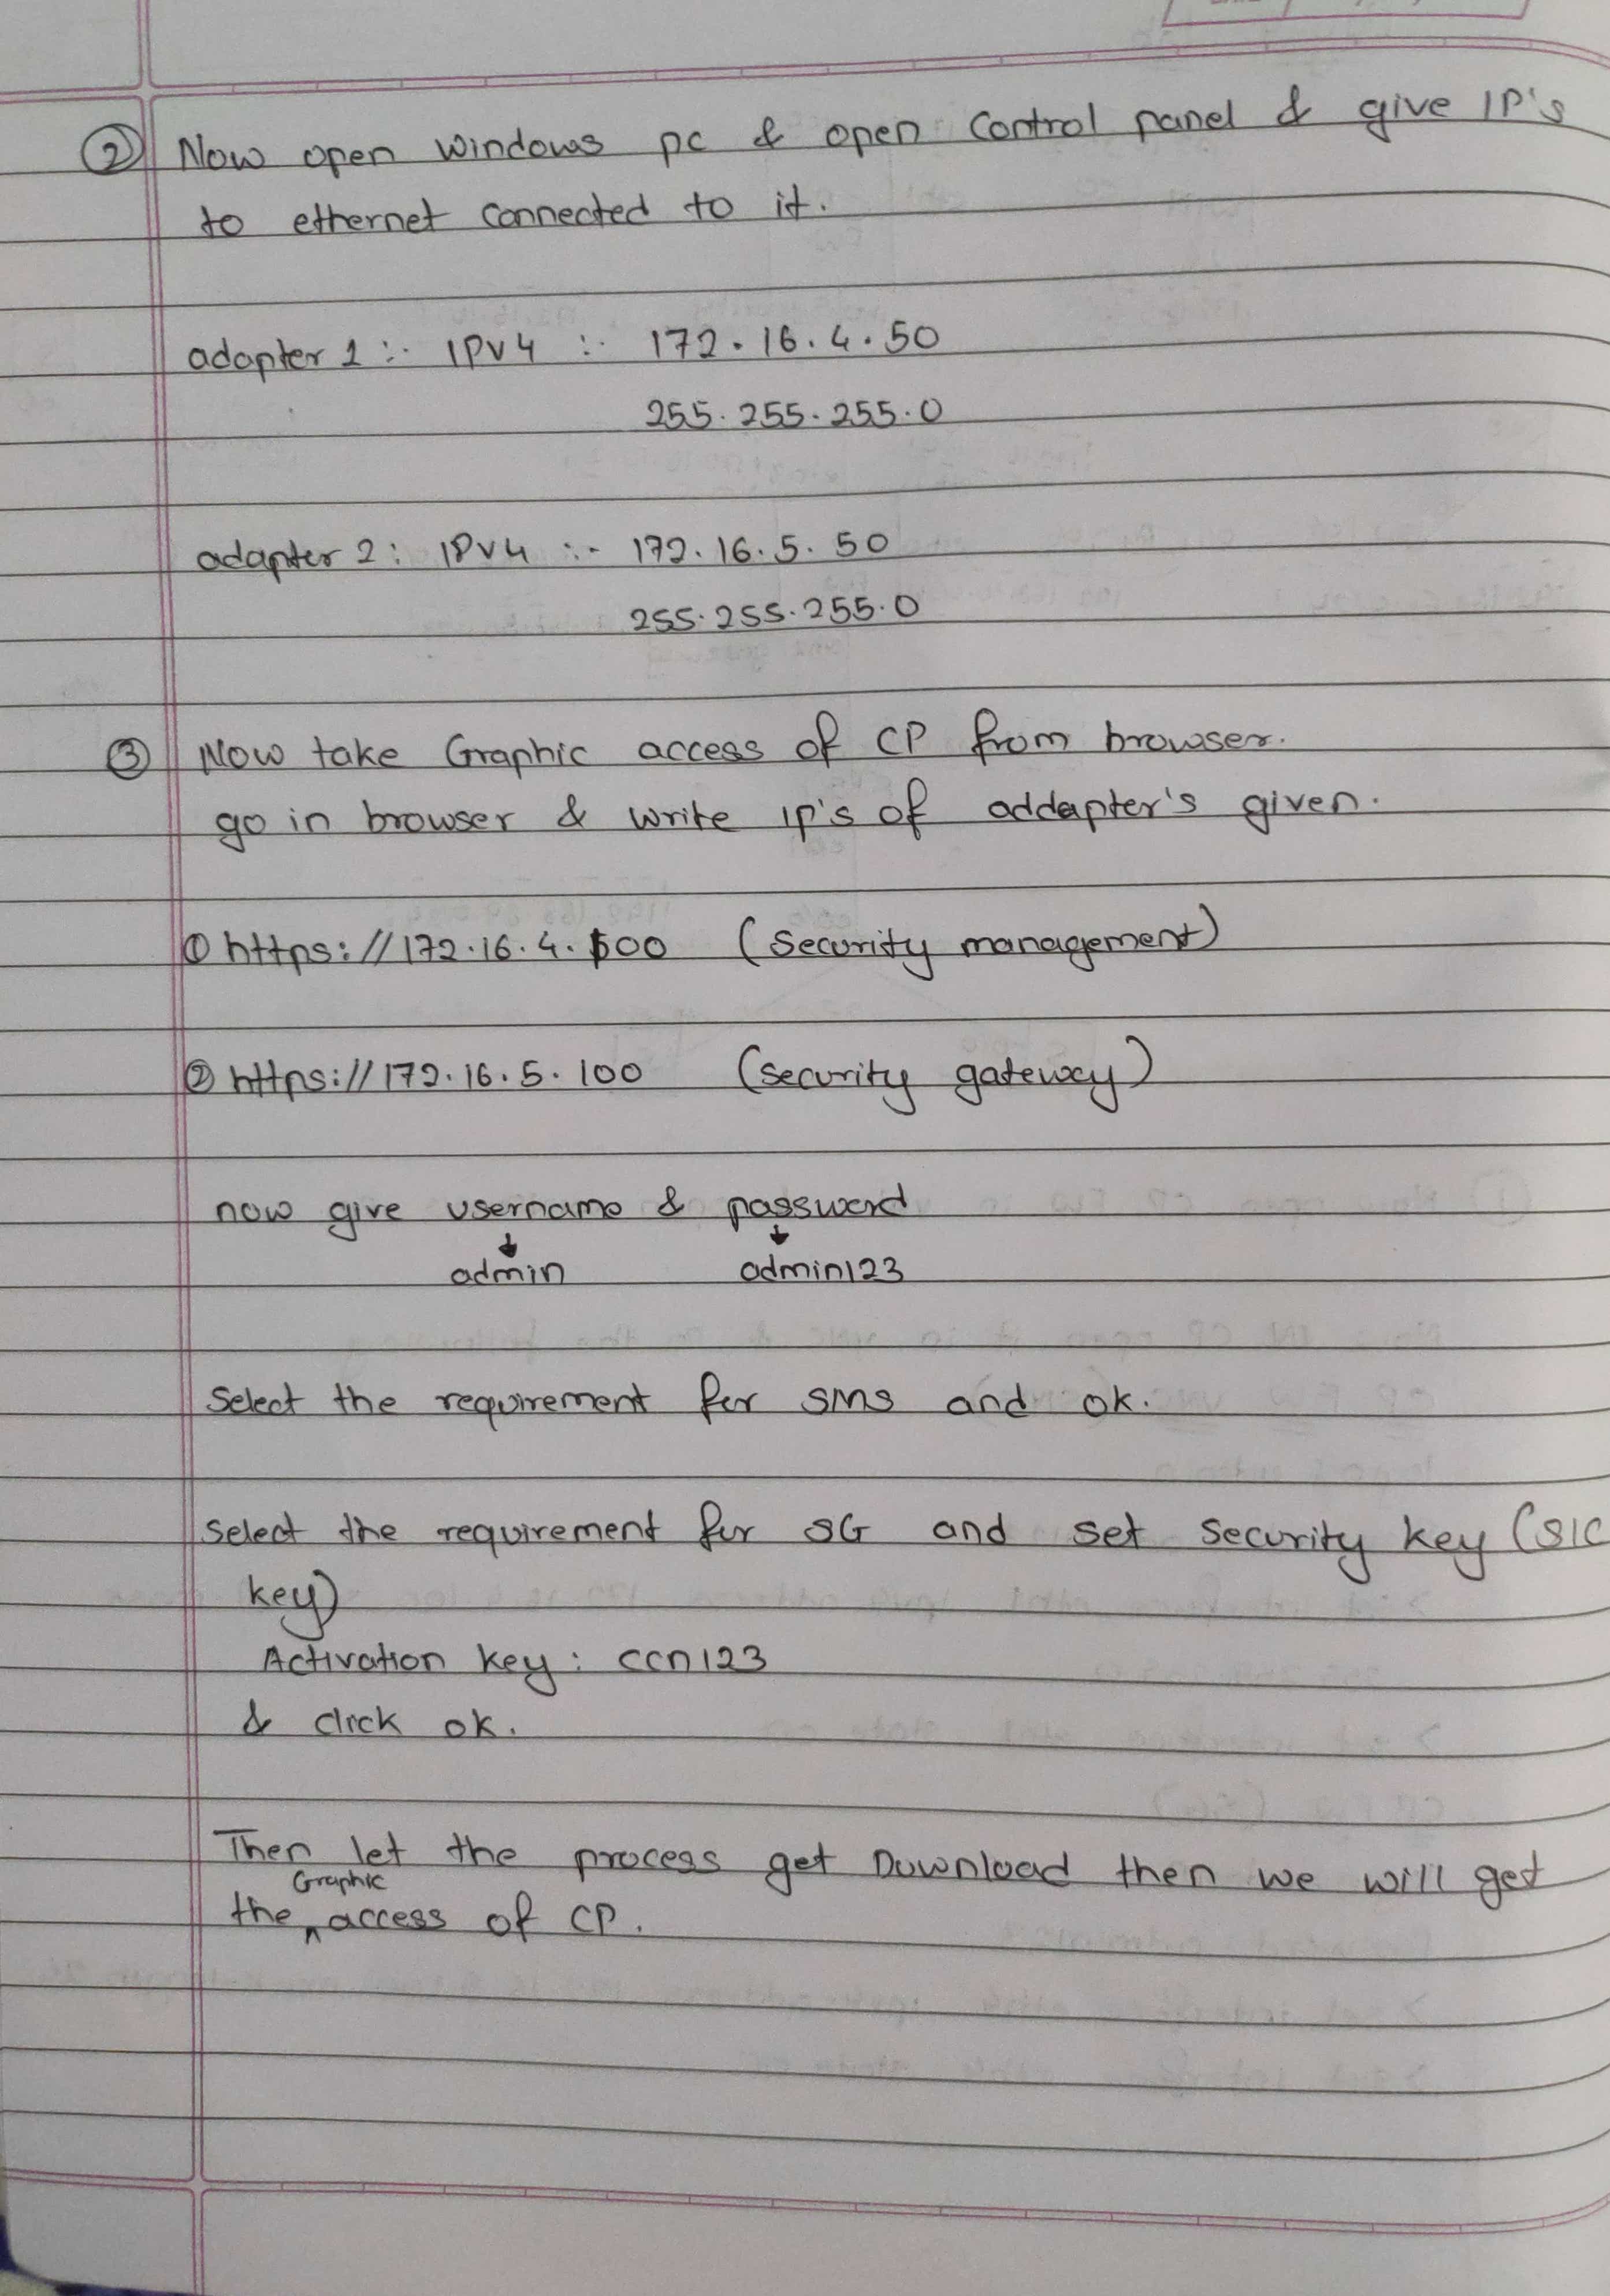 ② Now open windows pc & open Control panel & give IP's
to ethernet connected to it.
adapter 1 :- IPV4 :- 172.16.4.50
255.255.255.0
adapter 2 : IPV4 :- 172.16.5.50
255.255.255.0
③ Now take Graphic access of CP from browser.
go in browser & write IP's of addapter's given.
① https://172.16.4.100 (Security management)
② https://172.16.5.100 (security gateway)
now give username & password
admin admin123
Select the requirement for SMS and ok.
select the requirement for SG and set security key (SIC
key)
Activation key : ccn123
& click ok.
Then let the process get Download then we will get
the Graphic access of CP.